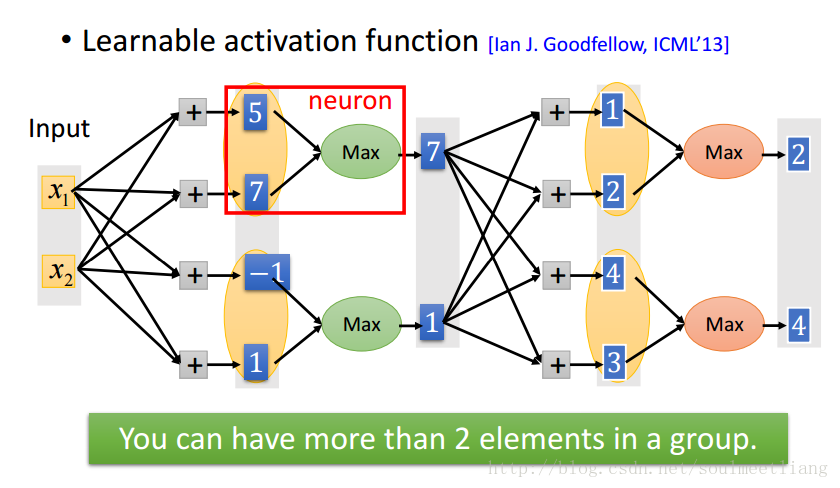 • Learnable activation function [Ian J. Goodfellow, ICML'13]
neuron
Input
+ 5 Max 7 + 1 Max 2
x₁ + 7 + 2
x₂ + −1 + 4
Max 1 Max 4
+ 1 + 3
You can have more than 2 elements in a group.
http://blog.csdn.net/soulmeetliang